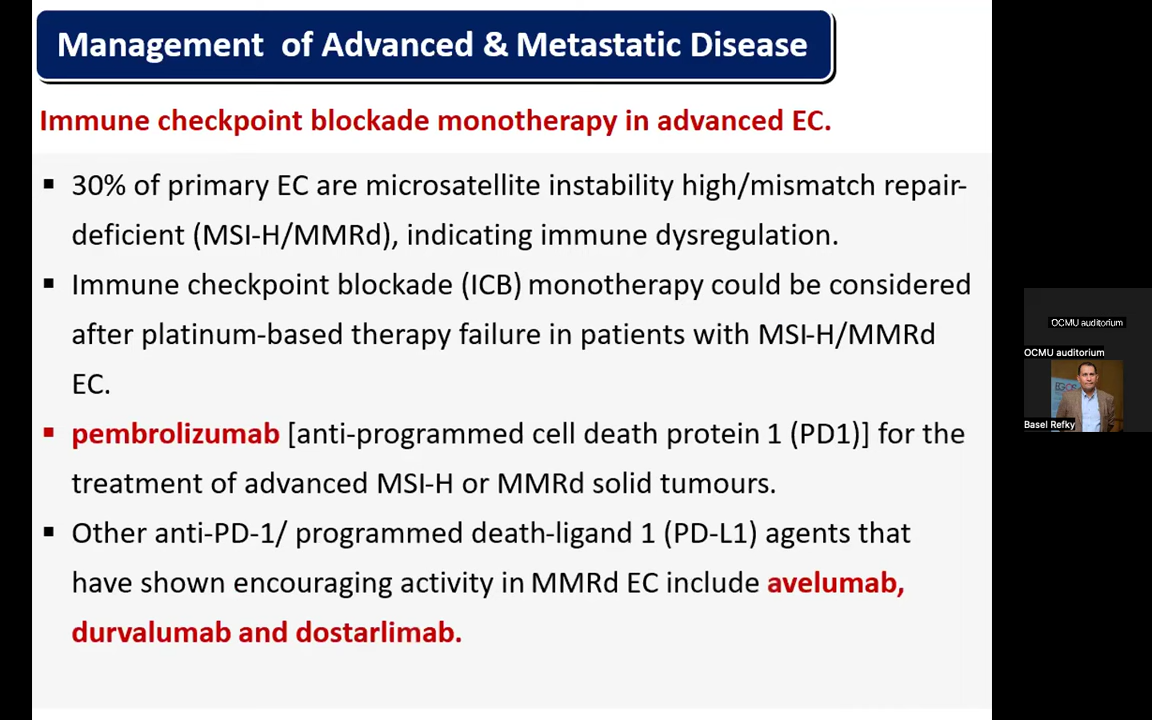 Management of Advanced & Metastatic Disease
Immune checkpoint blockade monotherapy in advanced EC.
▪ 30% of primary EC are microsatellite instability high/mismatch repair-
deficient (MSI-H/MMRd), indicating immune dysregulation.
▪ Immune checkpoint blockade (ICB) monotherapy could be considered
after platinum-based therapy failure in patients with MSI-H/MMRd
EC.
▪ pembrolizumab [anti-programmed cell death protein 1 (PD1)] for the
treatment of advanced MSI-H or MMRd solid tumours.
▪ Other anti-PD-1/ programmed death-ligand 1 (PD-L1) agents that
have shown encouraging activity in MMRd EC include avelumab,
durvalumab and dostarlimab.
OCMU auditorium
OCMU auditorium
Basel Refky